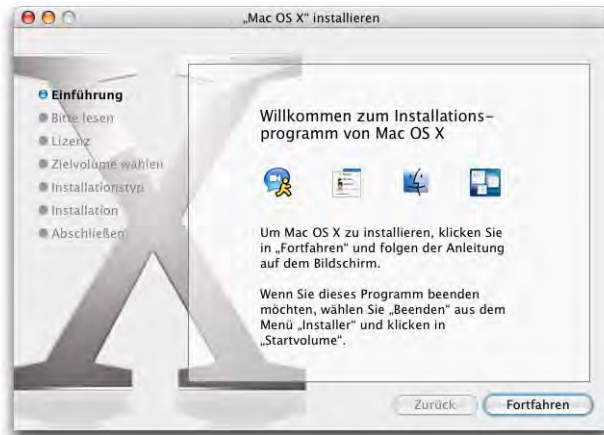 „Mac OS X“ installieren
Einführung
Bitte lesen
Lizenz
Zielvolume wählen
Installationstyp
Installation
Abschließen
Willkommen zum Installations-
programm von Mac OS X
Um Mac OS X zu installieren, klicken Sie
in „Fortfahren“ und folgen der Anleitung
auf dem Bildschirm.
Wenn Sie dieses Programm beenden
möchten, wählen Sie „Beenden“ aus dem
Menü „Installer“ und klicken in
„Startvolume“.
Zurück
Fortfahren